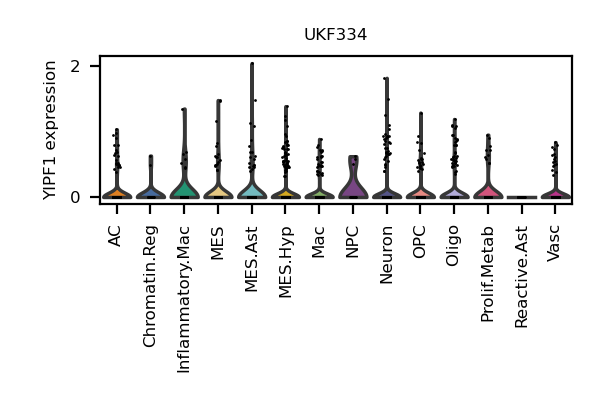 UKF334
YIPF1 expression
2
0
AC
Chromatin.Reg
Inflammatory.Mac
MES
MES.Ast
MES.Hyp
Mac
NPC
Neuron
OPC
Oligo
Prolif.Metab
Reactive.Ast
Vasc